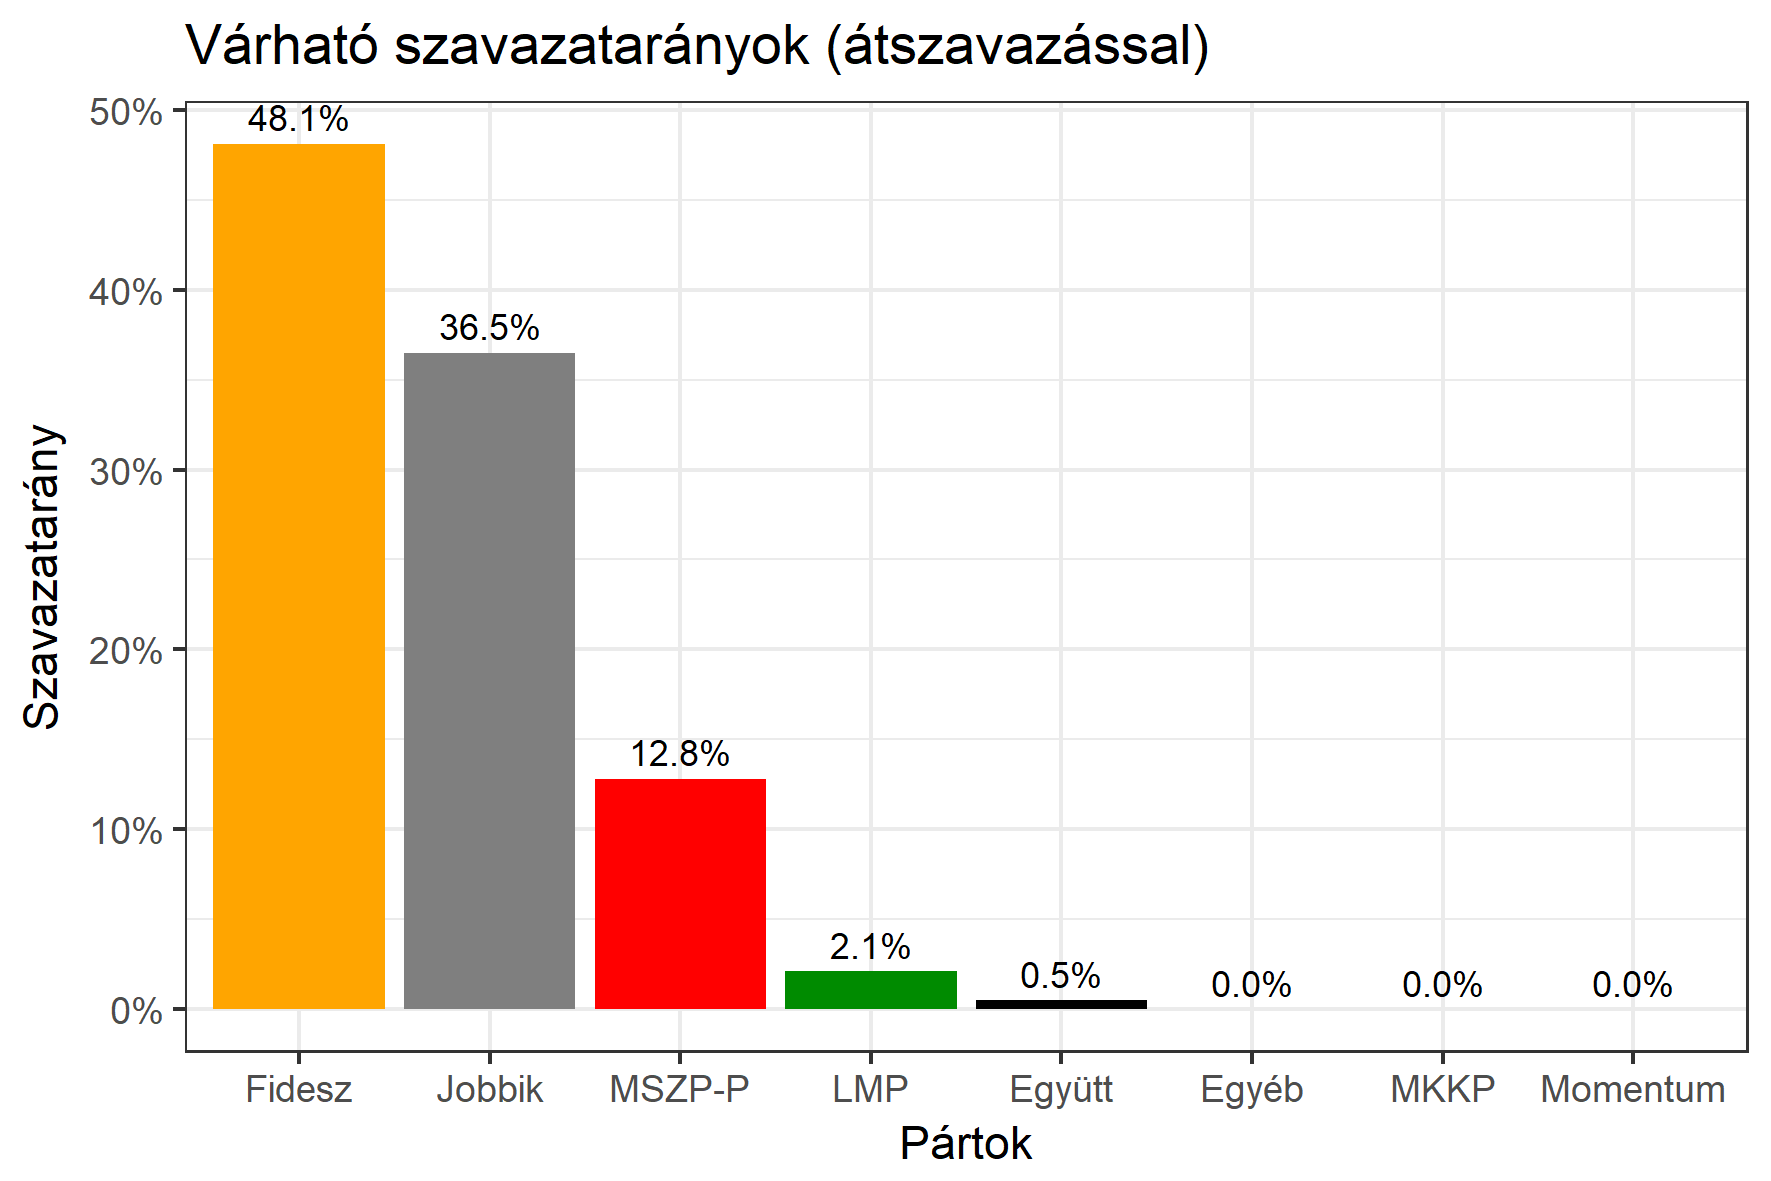 Várható szavazatarányok (átszavazással)
Szavazatarány
50%
40%
30%
20%
10%
0%
48.1%
36.5%
12.8%
2.1%
0.5%
0.0%
0.0%
0.0%
Fidesz
Jobbik
MSZP-P
LMP
Együtt
Egyéb
MKKP
Momentum
Pártok